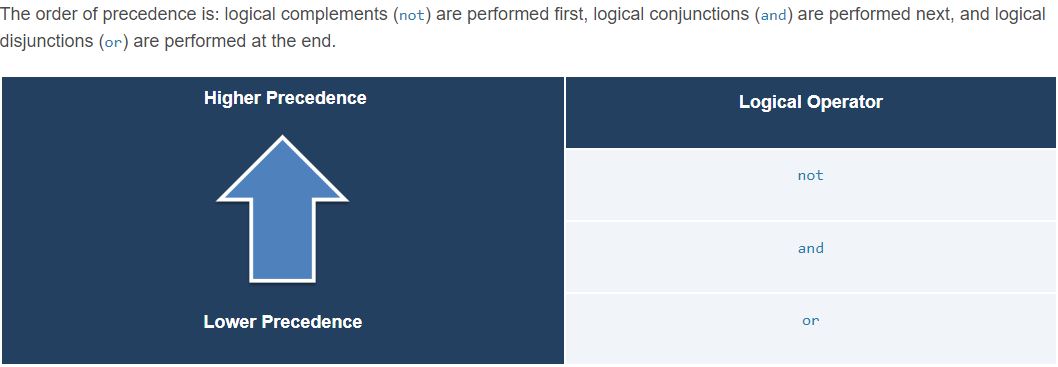 The order of precedence is: logical complements (not) are performed first, logical conjunctions (and) are performed next, and logical
disjunctions (or) are performed at the end.
Higher Precedence
Lower Precedence
Logical Operator
not
and
or